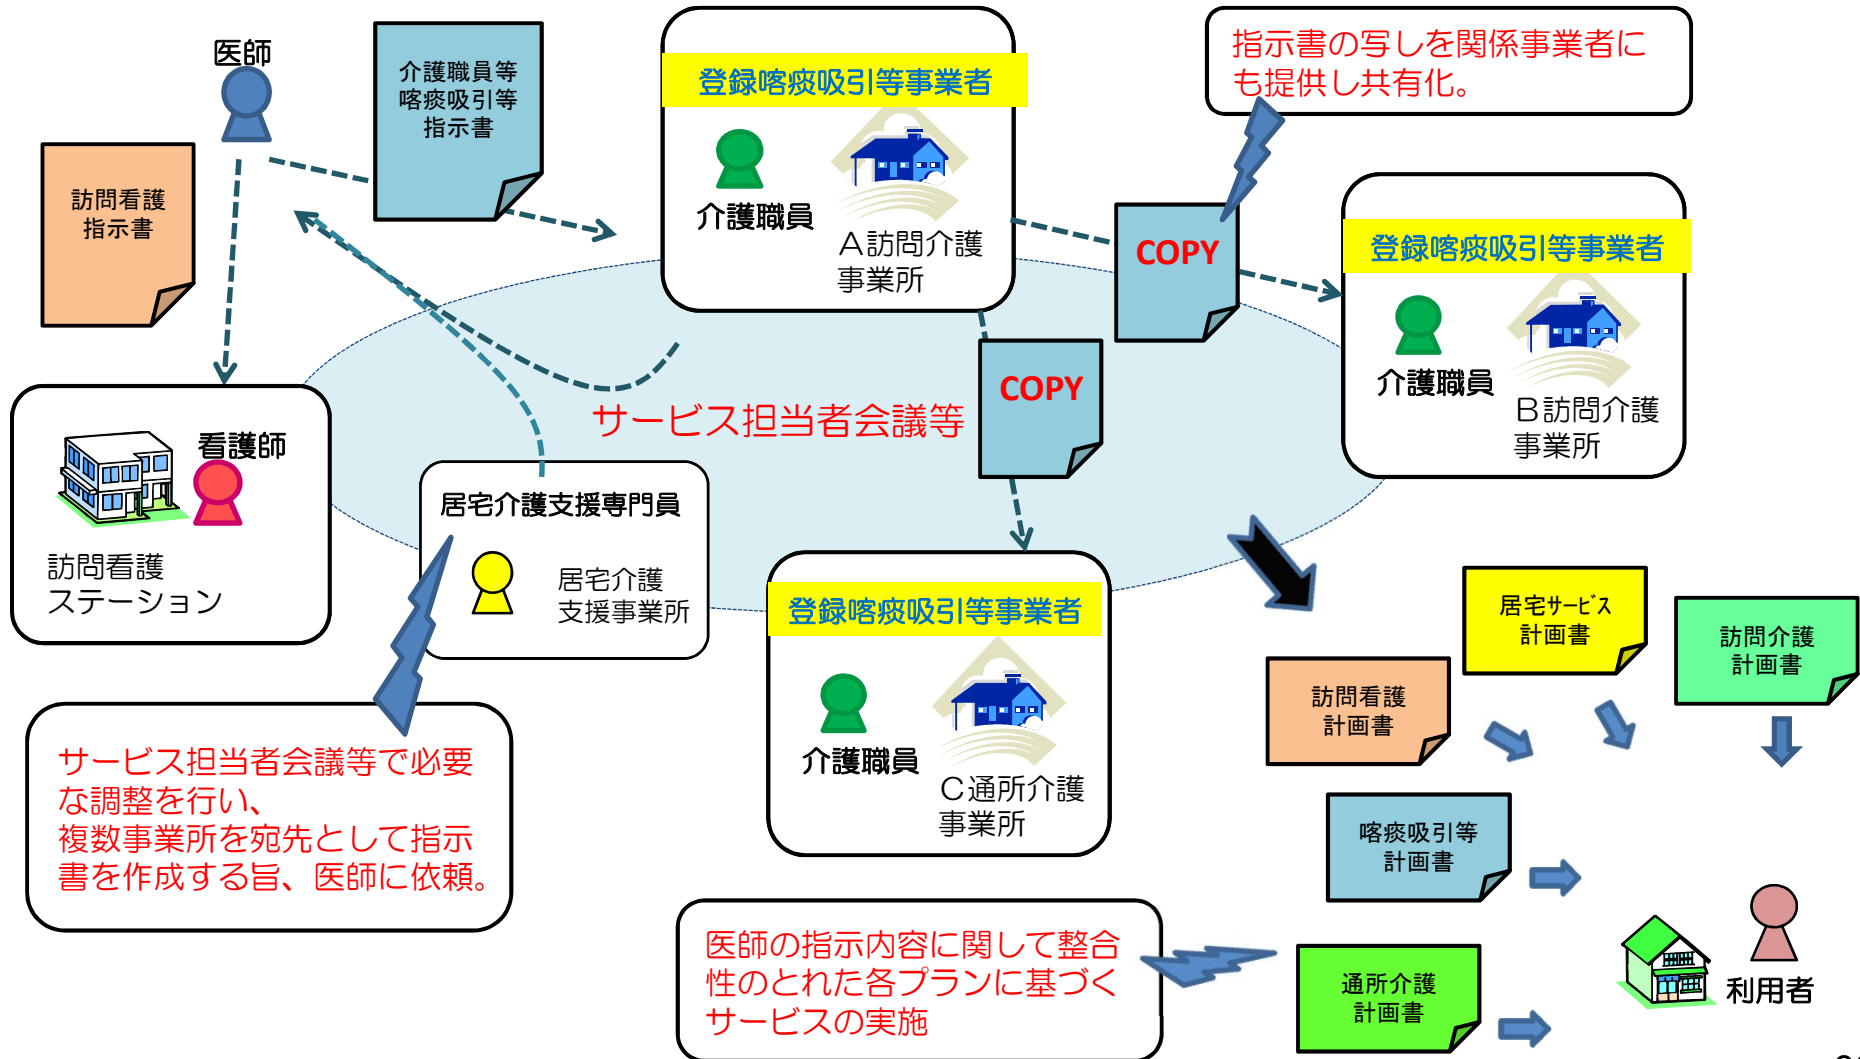 医師
介護職員等
喀痰吸引等
指示書
訪問看護
指示書
登録喀痰吸引等事業者
介護職員
A訪問介護
事業所
指示書の写しを関係事業者に
も提供し共有化。
COPY
登録喀痰吸引等事業者
介護職員
B訪問介護
事業所
COPY
サービス担当者会議等
看護師
訪問看護
ステーション
居宅介護支援専門員
居宅介護
支援事業所
登録喀痰吸引等事業者
介護職員
C通所介護
事業所
サービス担当者会議等で必要
な調整を行い、
複数事業所を宛先として指示
書を作成する旨、医師に依頼。
医師の指示内容に関して整合
性のとれた各プランに基づく
サービスの実施
居宅サービス
計画書
訪問介護
計画書
訪問看護
計画書
喀痰吸引等
計画書
通所介護
計画書
利用者